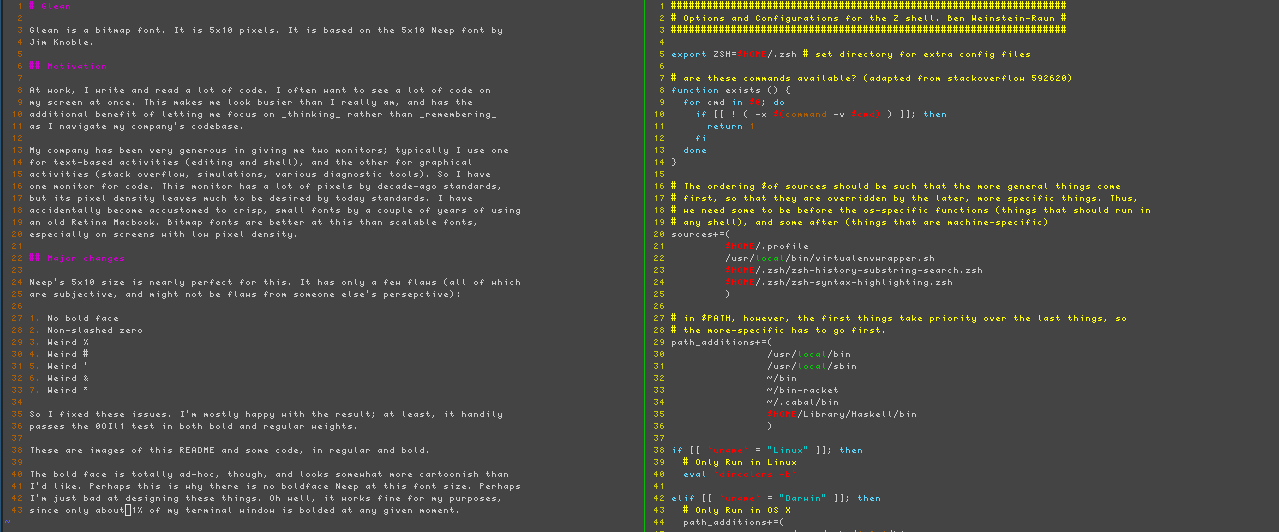 1 # Glean
2
3 Glean is a bitmap font. It is 5x10 pixels. It is based on the 5x10 Neep font by
4 Jim Knoble.
5
6 ## Motivation
7
8 At work, I write and read a lot of code. I often want to see a lot of code on
9 my screen at once. This makes me look busier than I really am, and has the
10 additional benefit of letting me focus on _thinking_ rather than _remembering_
11 as I navigate my company's codebase.
12
13 My company has been very generous in giving me two monitors; typically I use one
14 for text-based activities (editing and shell), and the other for graphical
15 activities (stack overflow, simulations, various diagnostic tools). So I have
16 one monitor for code. This monitor has a lot of pixels by decade-ago standards,
17 but its pixel density leaves much to be desired by today standards. I have
18 accidentally become accustomed to crisp, small fonts by a couple of years of using
19 an old Retina Macbook. Bitmap fonts are better at this than scalable fonts,
20 especially on screens with low pixel density.
21
22 ## Major changes
23
24 Neep's 5x10 size is nearly perfect for this. It has only a few flaws (all of which
25 are subjective, and might not be flaws from someone else's persepctive):
26
27 1. No bold face
28 2. Non-slashed zero
29 3. Weird %
30 4. Weird #
31 5. Weird '
32 6. Weird &
33 7. Weird *
34
35 So I fixed these issues. I'm mostly happy with the result; at least, it handily
36 passes the 0OIl1 test in both bold and regular weights.
37
38 These are images of this README and some code, in regular and bold.
39
40 The bold face is totally ad-hoc, though, and looks somewhat more cartoonish than
41 I'd like. Perhaps this is why there is no boldface Neep at this font size. Perhaps
42 I'm just bad at designing these things. Oh well, it works fine for my purposes,
43 since only about 1% of my terminal window is bolded at any given moment.
~
1 ##################################################################
2 # Options and Configurations for the Z shell. Ben Weinstein-Raun #
3 ##################################################################
4
5 export ZSH=$HOME/.zsh # set directory for extra config files
6
7 # are these commands available? (adapted from stackoverflow 592620)
8 function exists () {
9 for cmd in $*; do
10 if [[ ! ( -x $(command -v $cmd) ) ]]; then
11 return 1
12 fi
13 done
14 }
15
16 # The ordering $of sources should be such that the more general things come
17 # first, so that they are overridden by the later, more specific things. Thus,
18 # we need some to be before the os-specific functions (things that should run in
19 # any shell), and some after (things that are machine-specific)
20 sources+=(
21 $HOME/.profile
22 /usr/local/bin/virtualenvwrapper.sh
23 $HOME/.zsh/zsh-history-substring-search.zsh
24 $HOME/.zsh/zsh-syntax-highlighting.zsh
25 )
26
27 # in $PATH, however, the first things take priority over the last things, so
28 # the more-specific has to go first.
29 path_additions+=(
30 /usr/local/bin
31 /usr/local/sbin
32 ~/bin
33 ~/bin-racket
34 ~/.cabal/bin
35 $HOME/Library/Haskell/bin
36 )
37
38 if [[ `uname` = "Linux" ]]; then
39 # Only Run in Linux
40 eval
41
42 elif [[ `uname` = "Darwin" ]]; then
43 # Only Run in OS X
44 path_additions+=(